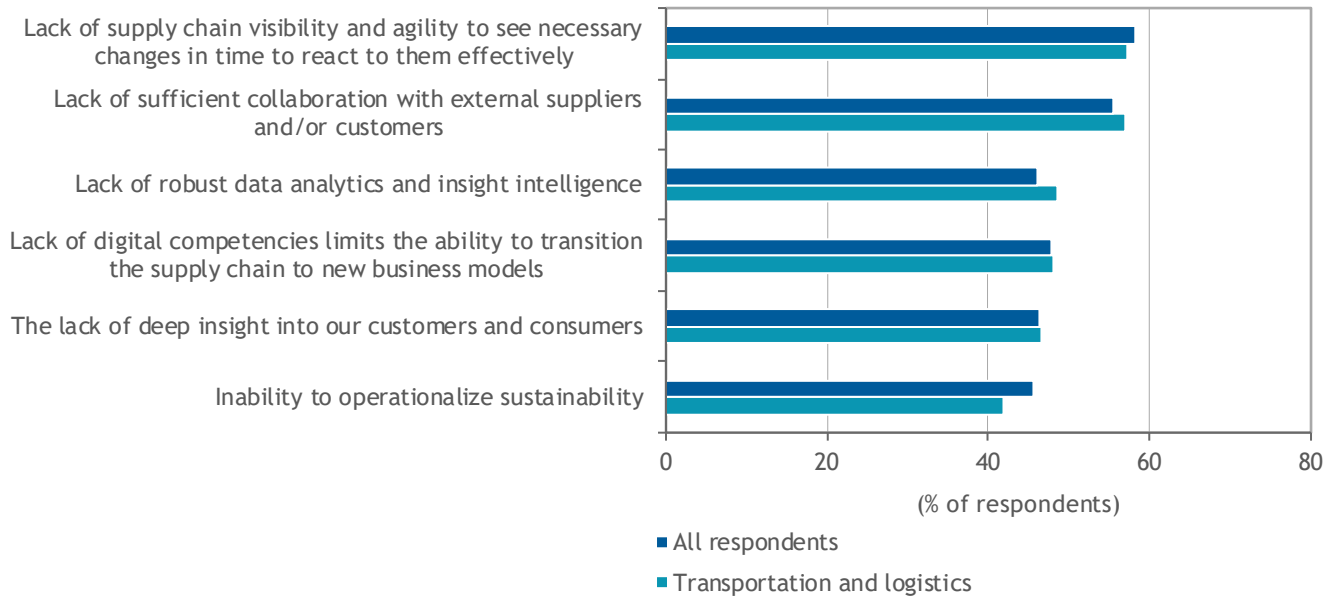 Lack of supply chain visibility and agility to see necessary
changes in time to react to them effectively
Lack of sufficient collaboration with external suppliers
and/or customers
Lack of robust data analytics and insight intelligence
Lack of digital competencies limits the ability to transition
the supply chain to new business models
The lack of deep insight into our customers and consumers
Inability to operationalize sustainability
0 20 40 60 80
(% of respondents)
All respondents
Transportation and logistics